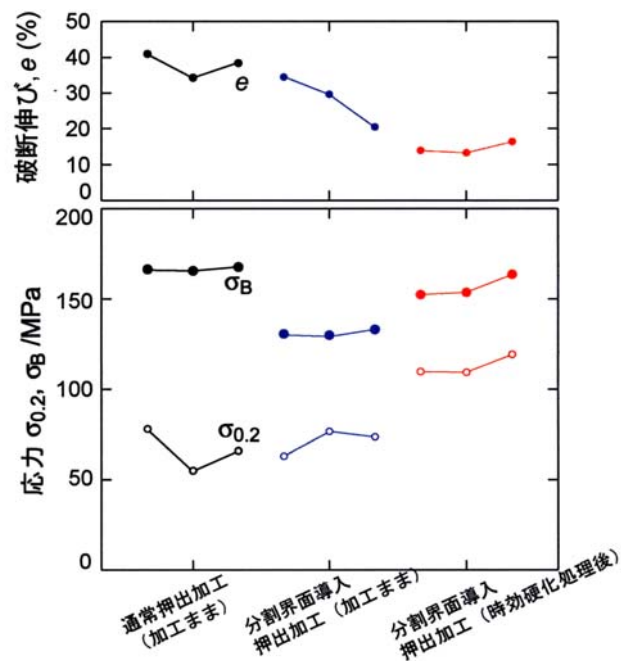 破断伸び, e (%)
50
40
30
20
10
0
e
応力 σ0.2, σB /MPa
200
150
100
50
0
σB
σ0.2
通常押出加工
(加工まま)
分割界面導入
押出加工 (加工まま)
分割界面導入
押出加工 (時効硬化処理後)